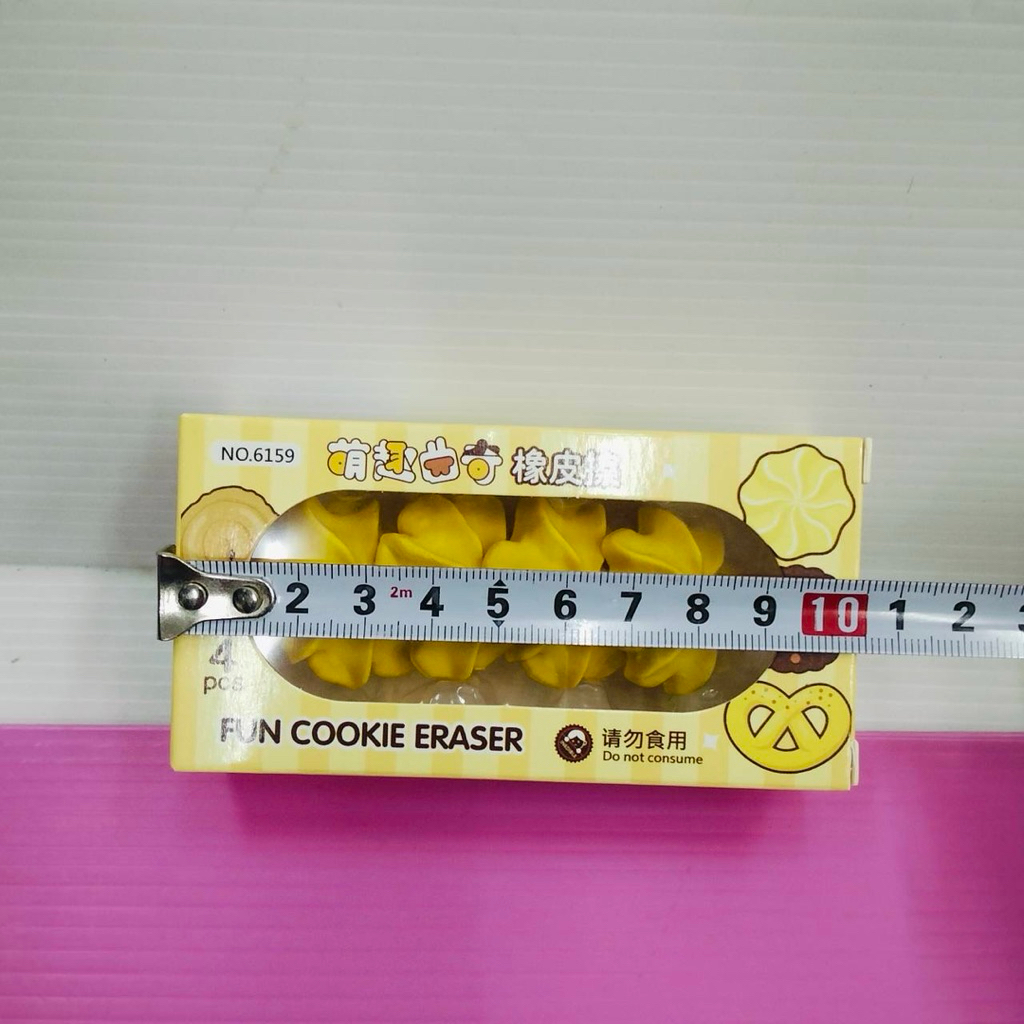 NO.6159
萌趣曲奇 橡皮擦
2 3 2m 4 5 6 7 8 9 10 1 2 3
4
pcs
FUN COOKIE ERASER
请勿食用
Do not consume